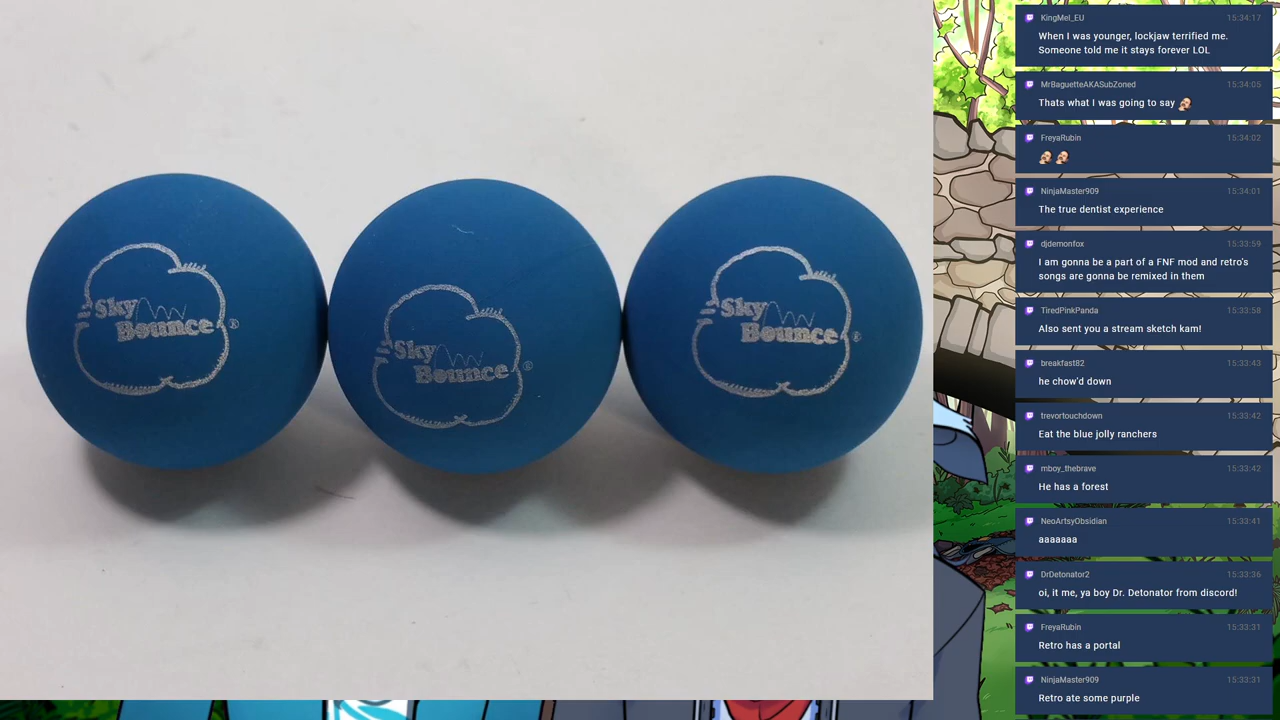 Sky
Bounce®
Sky
Bounce®
Sky
Bounce®
KingMel_EU 15:34:17
When I was younger, lockjaw terrified me.
Someone told me it stays forever LOL
MrBaguetteAKASubZoned 15:34:05
Thats what I was going to say
FreyaRubin 15:34:02
NinjaMaster909 15:34:01
The true dentist experience
djdemonfox 15:33:59
I am gonna be a part of a FNF mod and retro's
songs are gonna be remixed in them
TiredPinkPanda 15:33:58
Also sent you a stream sketch kam!
breakfast82 15:33:43
he chow'd down
trevortouchdown 15:33:42
Eat the blue jolly ranchers
mboy_thebrave 15:33:42
He has a forest
NeoArtsyObsidian 15:33:41
aaaaaaa
DrDetonator2 15:33:36
oi, it me, ya boy Dr. Detonator from discord!
FreyaRubin 15:33:31
Retro has a portal
NinjaMaster909 15:33:31
Retro ate some purple